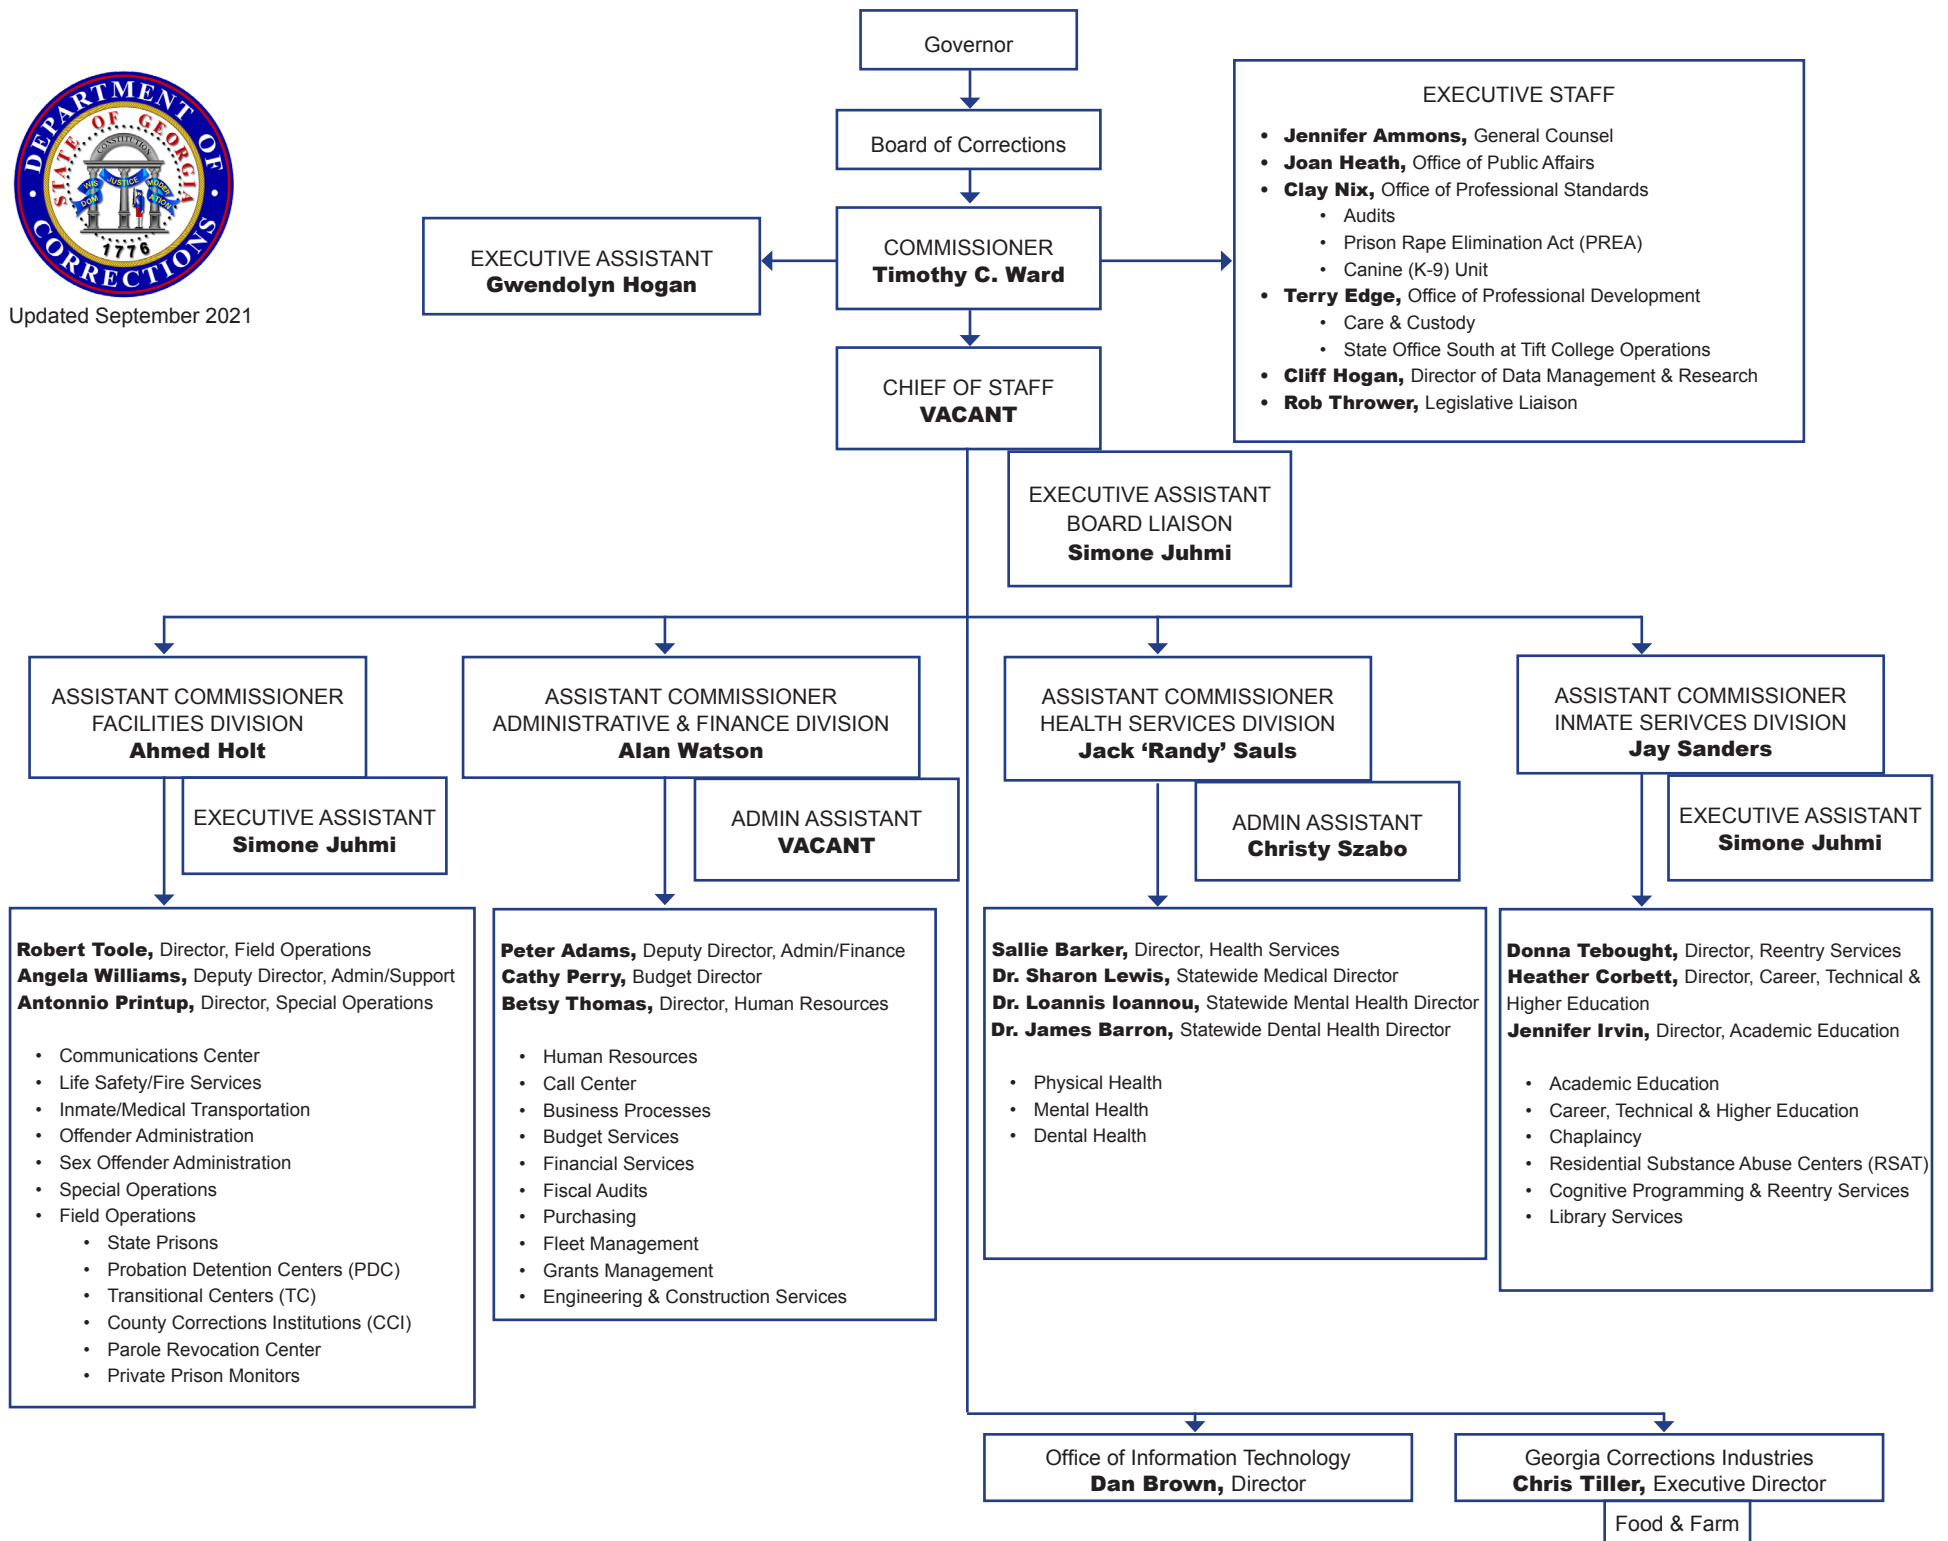 Governor
Board of Corrections
DEPARTMENT OF
CORRECTIONS
STATE OF GEORGIA
CONSTITUTION
WIS
DOM
JUSTICE
MODER
ATION
1776
Updated September 2021
EXECUTIVE ASSISTANT
Gwendolyn Hogan
COMMISSIONER
Timothy C. Ward
EXECUTIVE STAFF
• Jennifer Ammons, General Counsel
• Joan Heath, Office of Public Affairs
• Clay Nix, Office of Professional Standards
• Audits
• Prison Rape Elimination Act (PREA)
• Canine (K-9) Unit
• Terry Edge, Office of Professional Development
• Care & Custody
• State Office South at Tift College Operations
• Cliff Hogan, Director of Data Management & Research
• Rob Thrower, Legislative Liaison
CHIEF OF STAFF
VACANT
EXECUTIVE ASSISTANT
BOARD LIAISON
Simone Juhmi
ASSISTANT COMMISSIONER
FACILITIES DIVISION
Ahmed Holt
EXECUTIVE ASSISTANT
Simone Juhmi
Robert Toole, Director, Field Operations
Angela Williams, Deputy Director, Admin/Support
Antonnio Printup, Director, Special Operations
• Communications Center
• Life Safety/Fire Services
• Inmate/Medical Transportation
• Offender Administration
• Sex Offender Administration
• Special Operations
• Field Operations
• State Prisons
• Probation Detention Centers (PDC)
• Transitional Centers (TC)
• County Corrections Institutions (CCI)
• Parole Revocation Center
• Private Prison Monitors
ASSISTANT COMMISSIONER
ADMINISTRATIVE & FINANCE DIVISION
Alan Watson
ADMIN ASSISTANT
VACANT
Peter Adams, Deputy Director, Admin/Finance
Cathy Perry, Budget Director
Betsy Thomas, Director, Human Resources
• Human Resources
• Call Center
• Business Processes
• Budget Services
• Financial Services
• Fiscal Audits
• Purchasing
• Fleet Management
• Grants Management
• Engineering & Construction Services
ASSISTANT COMMISSIONER
HEALTH SERVICES DIVISION
Jack ‘Randy’ Sauls
ADMIN ASSISTANT
Christy Szabo
Sallie Barker, Director, Health Services
Dr. Sharon Lewis, Statewide Medical Director
Dr. Loannis Ioannou, Statewide Mental Health Director
Dr. James Barron, Statewide Dental Health Director
• Physical Health
• Mental Health
• Dental Health
ASSISTANT COMMISSIONER
INMATE SERIVCES DIVISION
Jay Sanders
EXECUTIVE ASSISTANT
Simone Juhmi
Donna Tebought, Director, Reentry Services
Heather Corbett, Director, Career, Technical &
Higher Education
Jennifer Irvin, Director, Academic Education
• Academic Education
• Career, Technical & Higher Education
• Chaplaincy
• Residential Substance Abuse Centers (RSAT)
• Cognitive Programming & Reentry Services
• Library Services
Office of Information Technology
Dan Brown, Director
Georgia Corrections Industries
Chris Tiller, Executive Director
Food & Farm